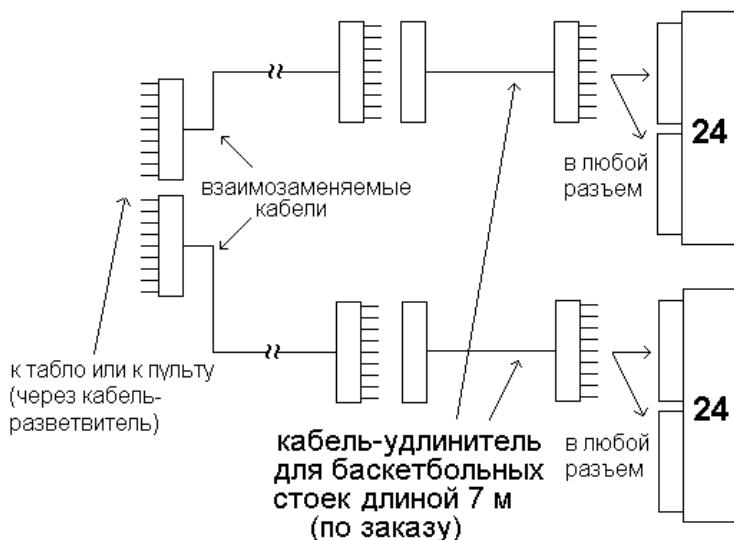 24
в любой
разъем
взаимозаменяемые
кабели
к табло или к пульту
(через кабель-
разветвитель)
24
кабель-удлинитель
для баскетбольных
стоек длиной 7 м
(по заказу)
в любой
разъем